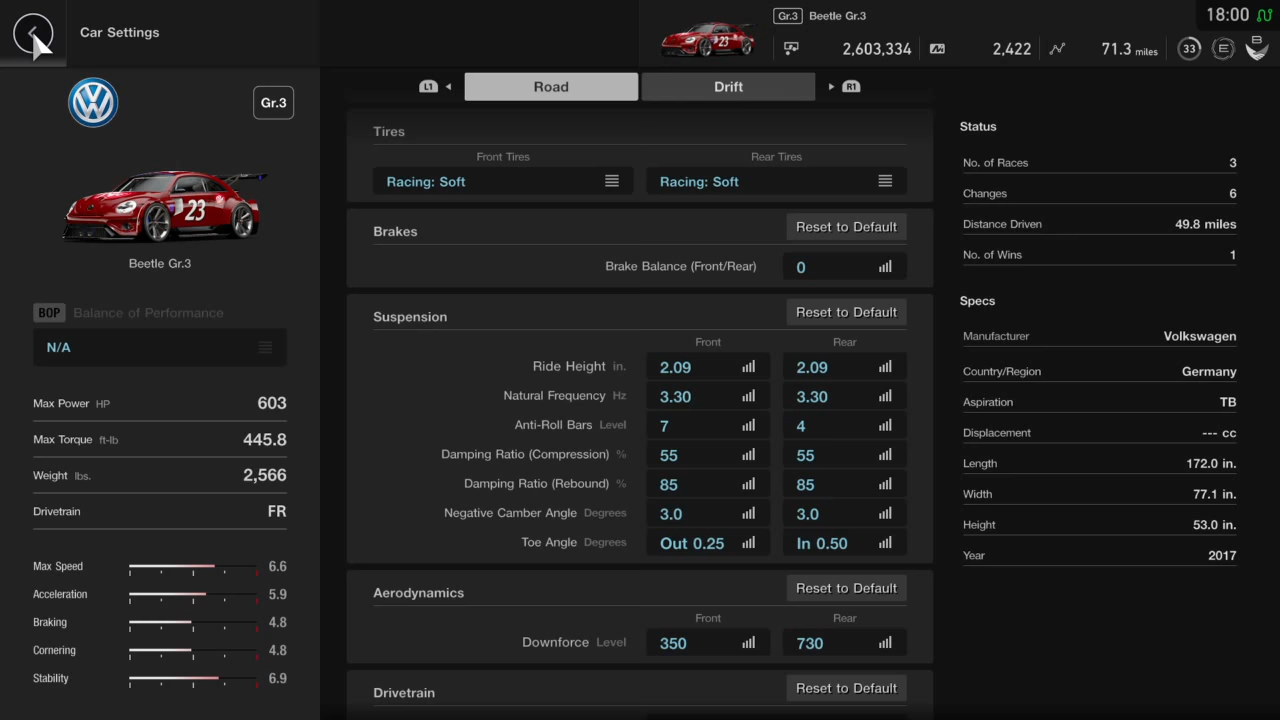 Car Settings
Gr.3 Beetle Gr.3
2,603,334 2,422 71.3 miles 33 E B
18:00
Gr.3
23
Beetle Gr.3
BOP Balance of Performance
N/A
Max Power HP 603
Max Torque ft-lb 445.8
Weight lbs. 2,566
Drivetrain FR
Max Speed 6.6
Acceleration 5.9
Braking 4.8
Cornering 4.8
Stability 6.9
L1 Road Drift R1
Tires
Front Tires Rear Tires
Racing: Soft Racing: Soft
Brakes Reset to Default
Brake Balance (Front/Rear) 0
Suspension Reset to Default
Front Rear
Ride Height in. 2.09 2.09
Natural Frequency Hz 3.30 3.30
Anti-Roll Bars Level 7 4
Damping Ratio (Compression) % 55 55
Damping Ratio (Rebound) % 85 85
Negative Camber Angle Degrees 3.0 3.0
Toe Angle Degrees Out 0.25 In 0.50
Aerodynamics Reset to Default
Front Rear
Downforce Level 350 730
Drivetrain Reset to Default
Status
No. of Races 3
Changes 6
Distance Driven 49.8 miles
No. of Wins 1
Specs
Manufacturer Volkswagen
Country/Region Germany
Aspiration TB
Displacement --- cc
Length 172.0 in.
Width 77.1 in.
Height 53.0 in.
Year 2017